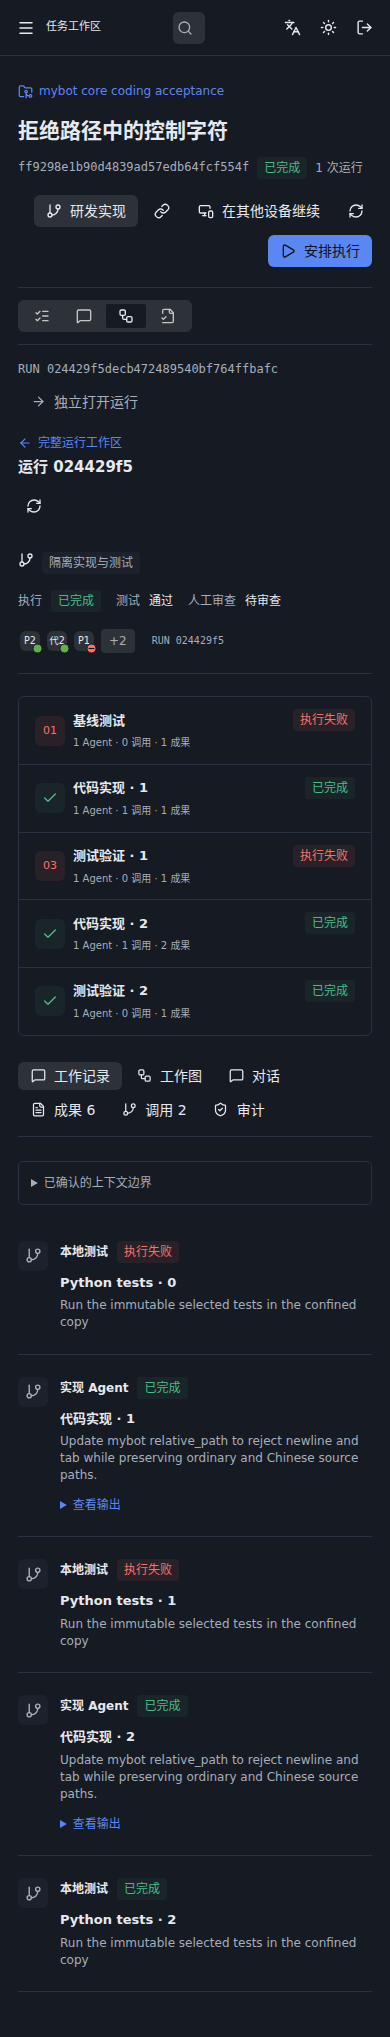 任务工作区
mybot core coding acceptance
拒绝路径中的控制字符
ff9298e1b90d4839ad57edb64fcf554f 已完成 1 次运行
研发实现 在其他设备继续
安排执行
RUN 024429f5decb472489540bf764ffbafc
独立打开运行
完整运行工作区
运行 024429f5
隔离实现与测试
执行 已完成 测试 通过 人工审查 待审查
P2 代2 P1 +2 RUN 024429f5
01 基线测试 执行失败
1 Agent · 0 调用 · 1 成果
代码实现 · 1 已完成
1 Agent · 1 调用 · 1 成果
03 测试验证 · 1 执行失败
1 Agent · 0 调用 · 1 成果
代码实现 · 2 已完成
1 Agent · 1 调用 · 2 成果
测试验证 · 2 已完成
1 Agent · 0 调用 · 1 成果
工作记录 工作图 对话
成果 6 调用 2 审计
已确认的上下文边界
本地测试 执行失败
Python tests · 0
Run the immutable selected tests in the confined
copy
实现 Agent 已完成
代码实现 · 1
Update mybot relative_path to reject newline and
tab while preserving ordinary and Chinese source
paths.
查看输出
本地测试 执行失败
Python tests · 1
Run the immutable selected tests in the confined
copy
实现 Agent 已完成
代码实现 · 2
Update mybot relative_path to reject newline and
tab while preserving ordinary and Chinese source
paths.
查看输出
本地测试 已完成
Python tests · 2
Run the immutable selected tests in the confined
copy